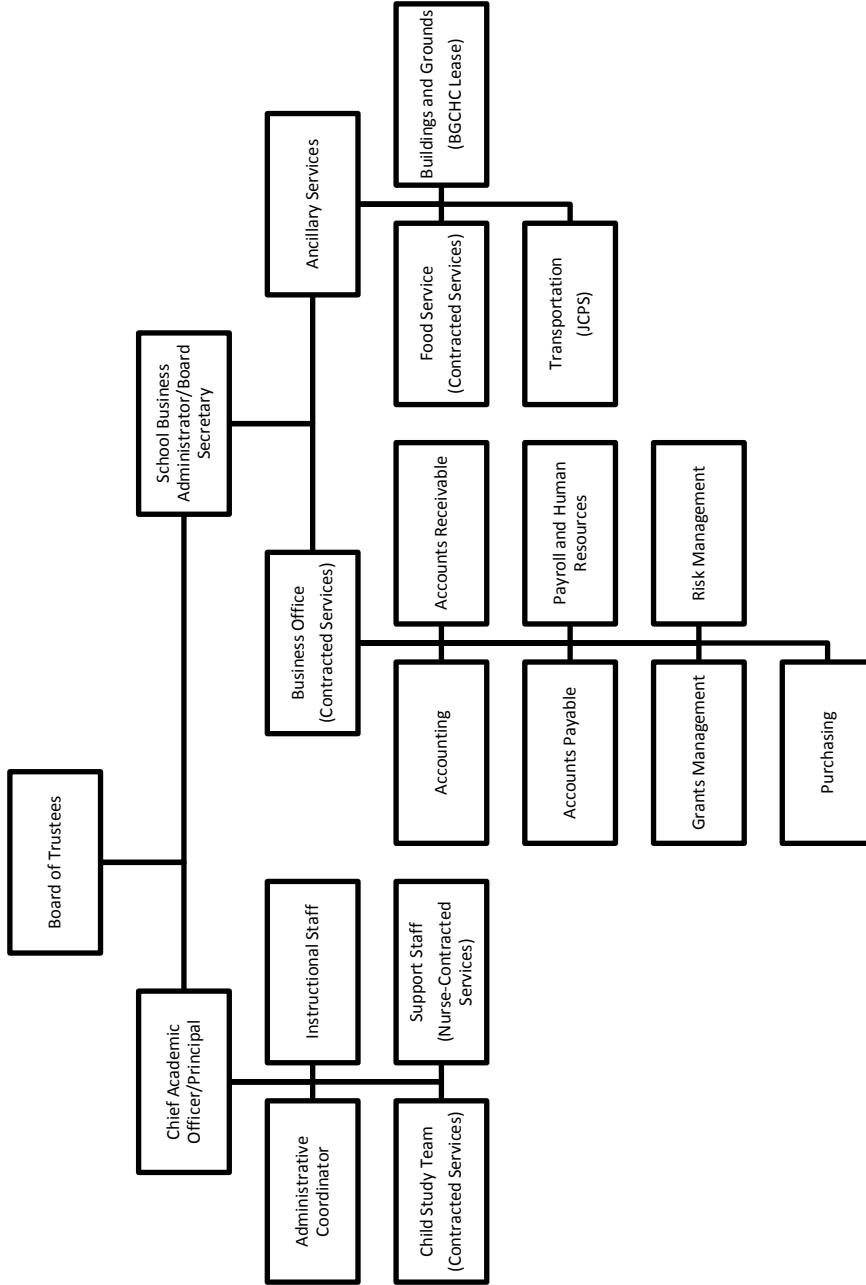 Board of Trustees
Chief Academic
Officer/Principal
School Business
Administrator/Board
Secretary
Administrative
Coordinator
Instructional Staff
Child Study Team
(Contracted Services)
Support Staff
(Nurse-Contracted
Services)
Business Office
(Contracted Services)
Ancillary Services
Accounting
Accounts Receivable
Accounts Payable
Payroll and Human
Resources
Grants Management
Risk Management
Purchasing
Food Service
(Contracted Services)
Buildings and Grounds
(BGCHC Lease)
Transportation
(JCPS)